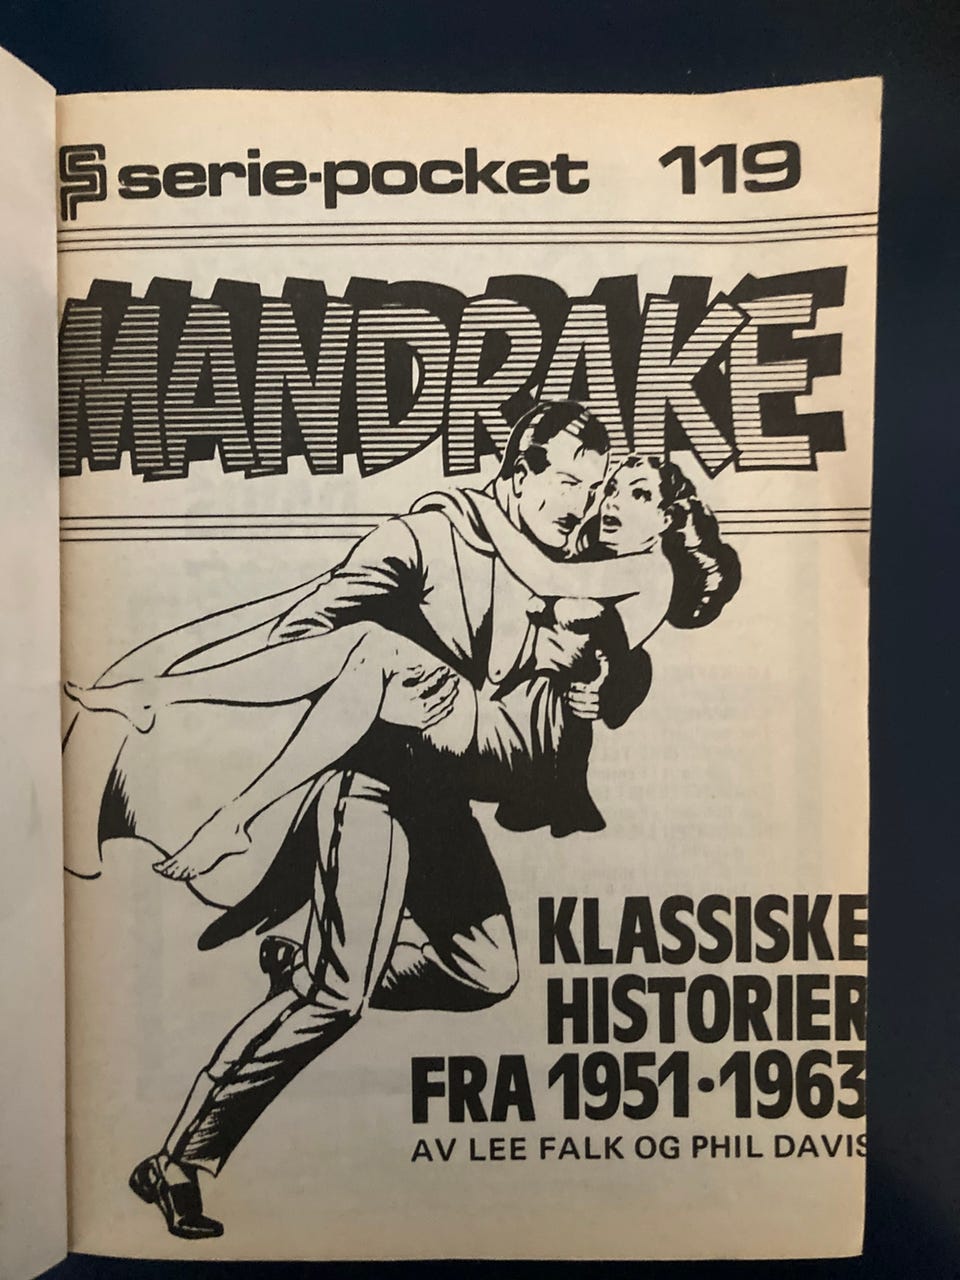 serie-pocket 119
MANDRAKE
KLASSISKE
HISTORIER
FRA 1951·1963
AV LEE FALK OG PHIL DAVIS